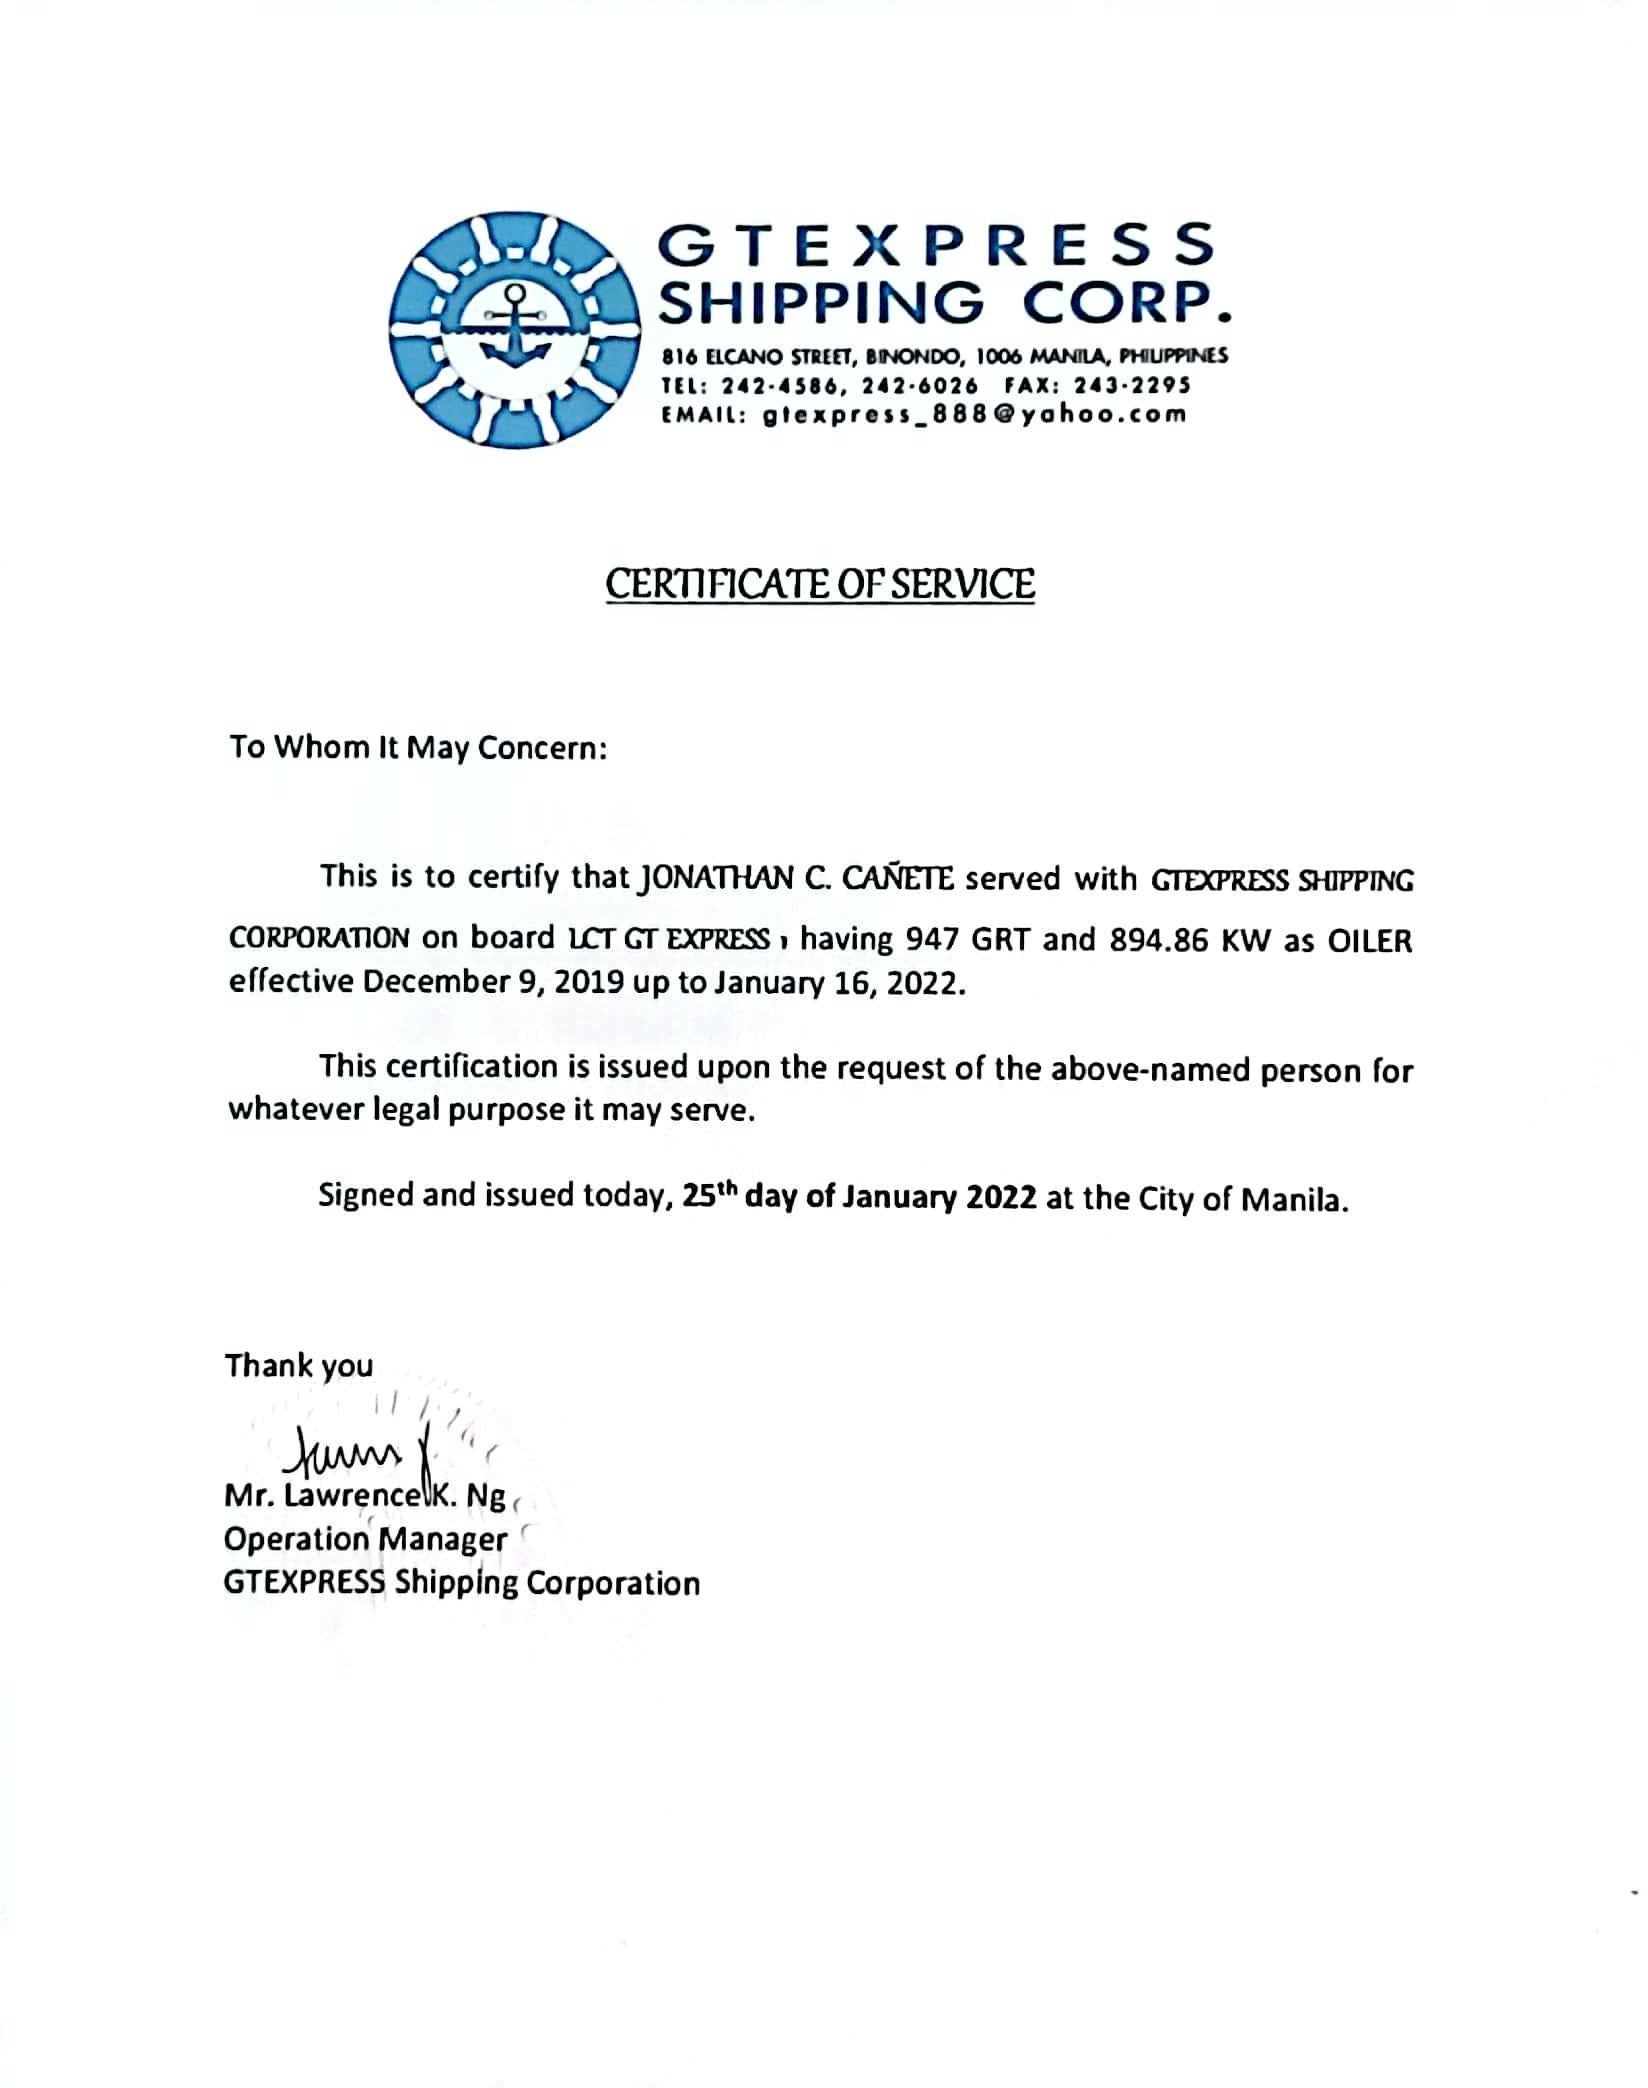 GTEXPRESS
SHIPPING CORP.
816 ELCANO STREET, BINONDO, 1006 MANILA, PHILIPPINES
TEL: 242-4586, 242-6026 FAX: 243-2295
EMAIL: gtexpress_888@yahoo.com
CERTIFICATE OF SERVICE
To Whom It May Concern:
This is to certify that JONATHAN C. CAÑETE served with GTEXPRESS SHIPPING
CORPORATION on board LCT GT EXPRESS, having 947 GRT and 894.86 KW as OILER
effective December 9, 2019 up to January 16, 2022.
This certification is issued upon the request of the above-named person for
whatever legal purpose it may serve.
Signed and issued today, 25th day of January 2022 at the City of Manila.
Thank you
Mr. Lawrence K. Ng
Operation Manager
GTEXPRESS Shipping Corporation